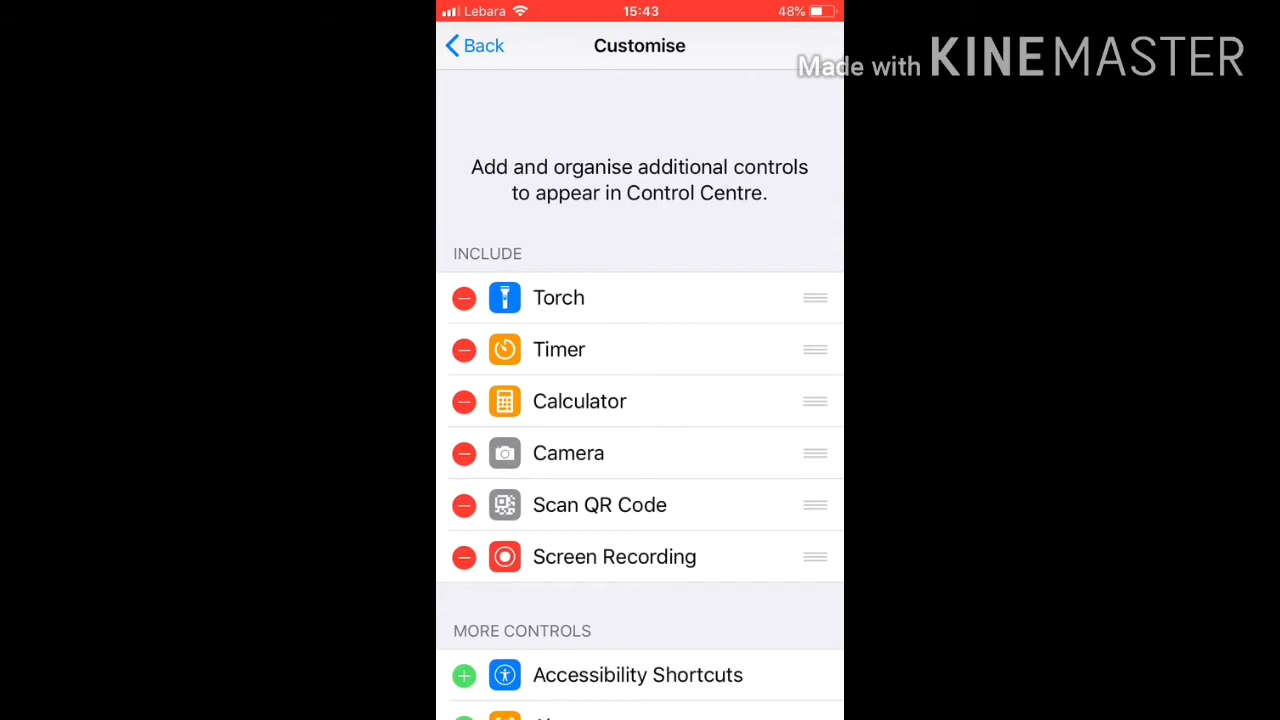 Lebara 15:43 48%
Back Customise
Made with KINEMASTER
Add and organise additional controls
to appear in Control Centre.
INCLUDE
Torch
Timer
Calculator
Camera
Scan QR Code
Screen Recording
MORE CONTROLS
Accessibility Shortcuts